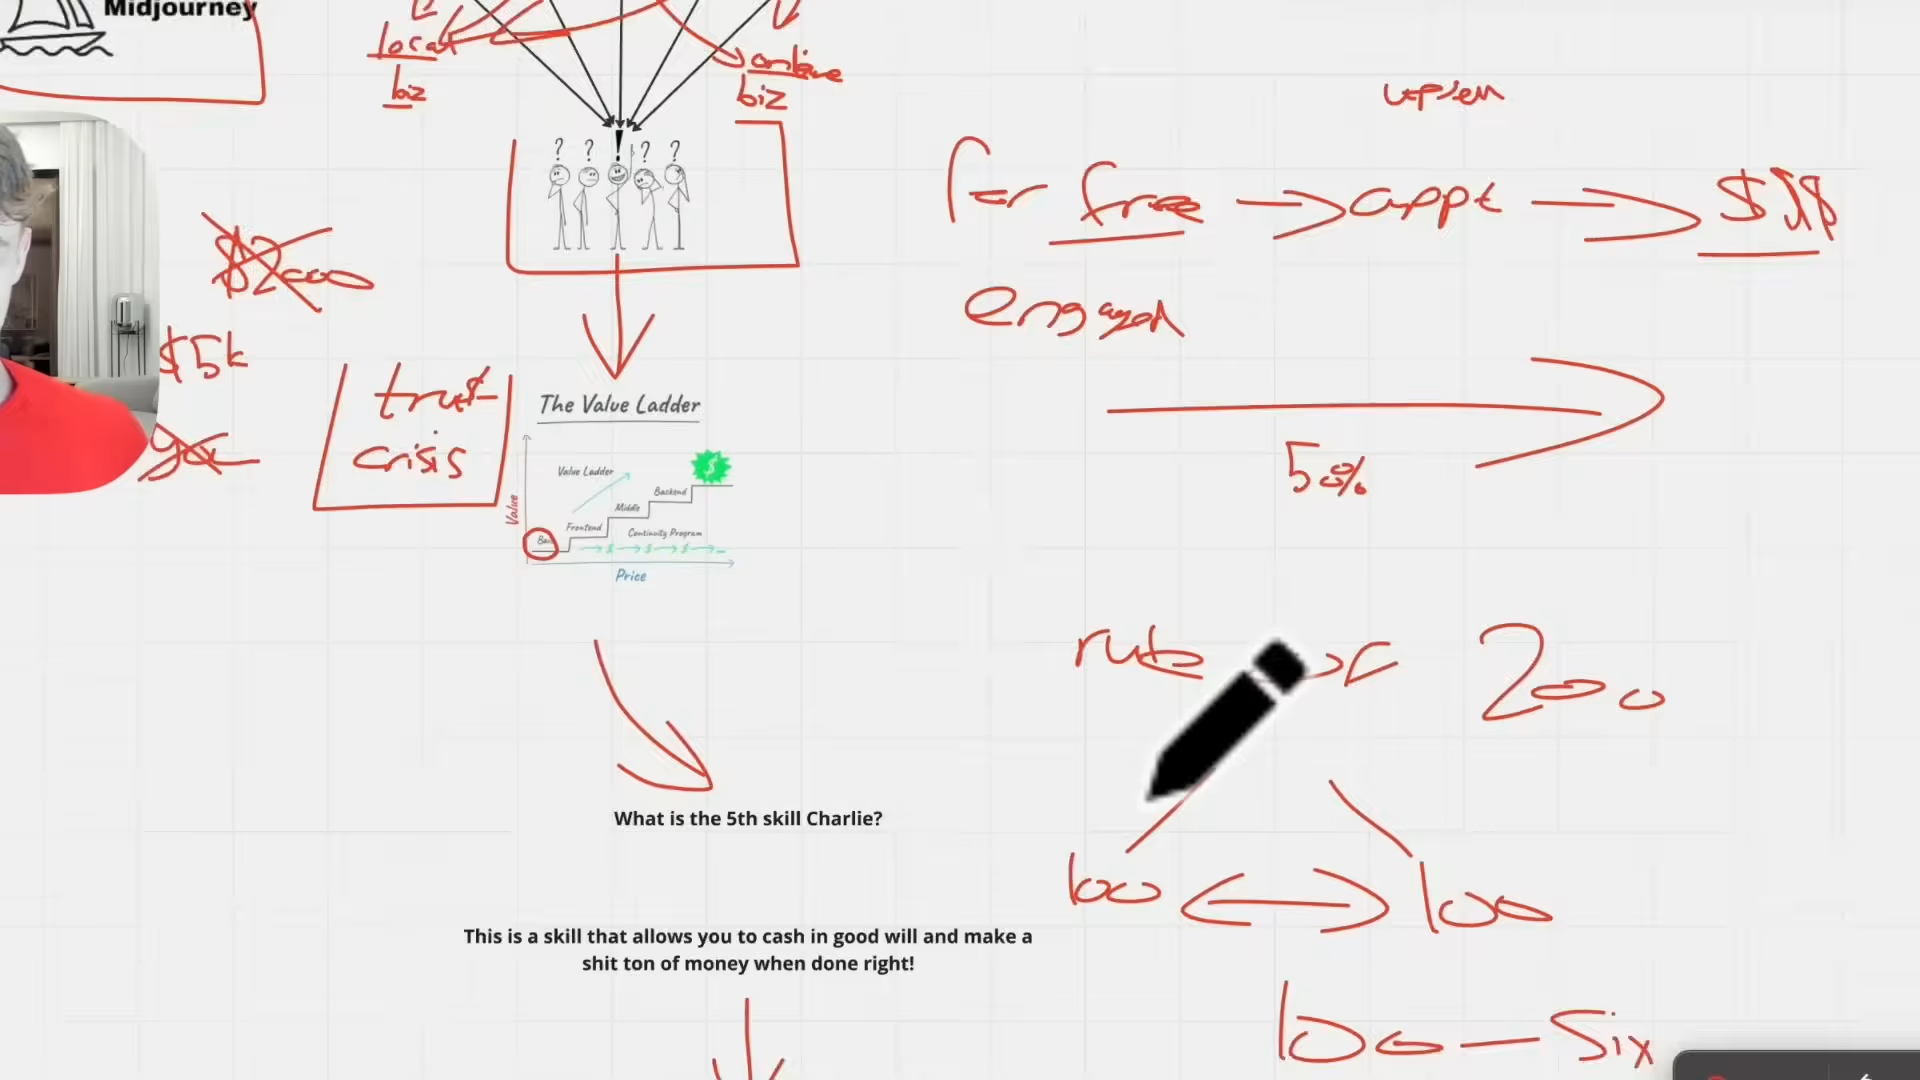 Midjourney
local
biz
online
biz
upsell
for free → appt → $$$
$2000
? ? ! ? ?
engaged
$5k
trust
crisis
The Value Ladder
50%
Value Ladder
Backend
Middle
Frontend
Continuity Program
$ $ $
Value
Price
rule of 200
What is the 5th skill Charlie?
100 100
This is a skill that allows you to cash in good will and make a
shit ton of money when done right!
100 — Six